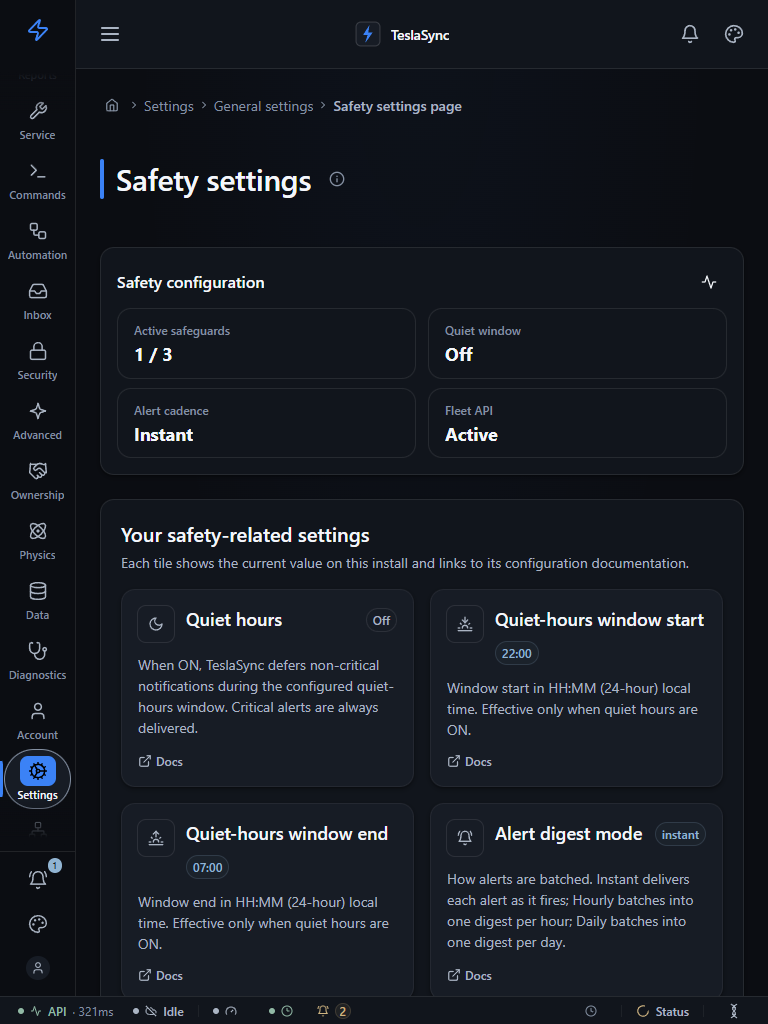 TeslaSync
Reports
Service
Commands
Automation
Inbox
Security
Advanced
Ownership
Physics
Data
Diagnostics
Account
Settings
1
Settings
General settings
Safety settings page
Safety settings
Safety configuration
Active safeguards
1 / 3
Quiet window
Off
Alert cadence
Instant
Fleet API
Active
Your safety-related settings
Each tile shows the current value on this install and links to its configuration documentation.
Quiet hours
Off
When ON, TeslaSync defers non-critical
notifications during the configured quiet-
hours window. Critical alerts are always
delivered.
Docs
Quiet-hours window start
22:00
Window start in HH:MM (24-hour) local
time. Effective only when quiet hours are
ON.
Docs
Quiet-hours window end
07:00
Window end in HH:MM (24-hour) local
time. Effective only when quiet hours are
ON.
Docs
Alert digest mode
instant
How alerts are batched. Instant delivers
each alert as it fires; Hourly batches into
one digest per hour; Daily batches into
one digest per day.
Docs
API · 321ms
Idle
2
Status